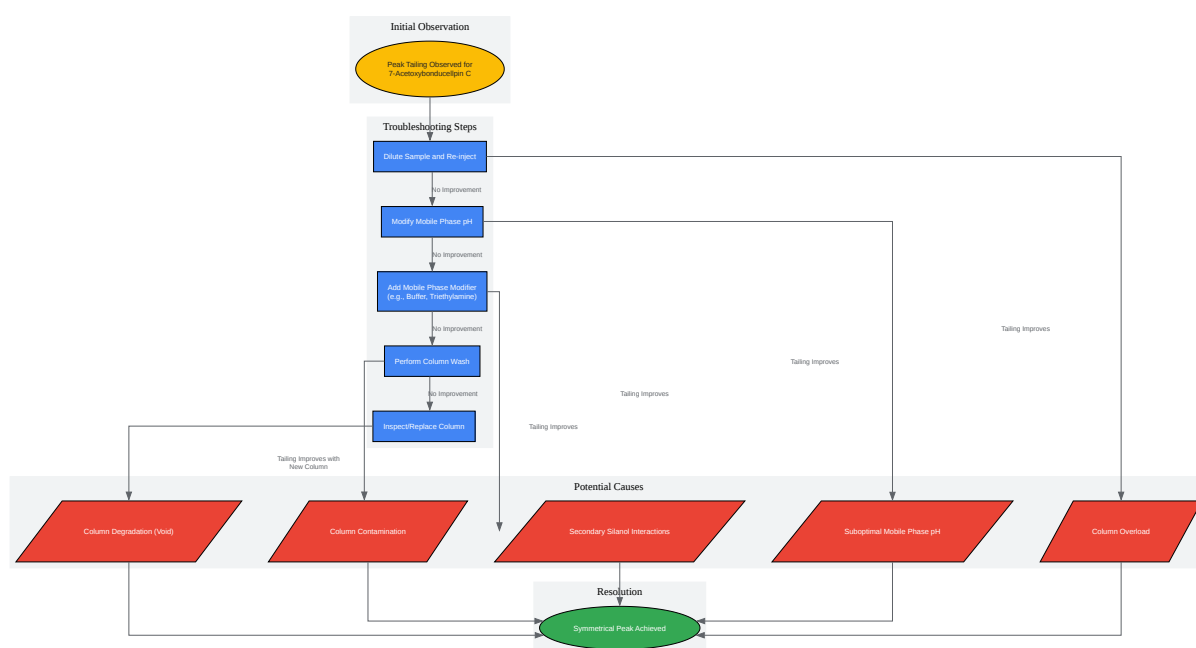 Initial Observation
Peak Tailing Observed for
7-Acetoxybonducellpin C
Troubleshooting Steps
Dilute Sample and Re-inject
No Improvement
Modify Mobile Phase pH
No Improvement
Add Mobile Phase Modifier
(e.g., Buffer, Triethylamine)
No Improvement
Tailing Improves
Perform Column Wash
Tailing Improves
No Improvement
Tailing Improves
Inspect/Replace Column
Tailing Improves
Tailing Improves with
New Column
Potential Causes
Column Degradation (Void)
Column Contamination
Secondary Silanol Interactions
Suboptimal Mobile Phase pH
Column Overload
Resolution
Symmetrical Peak Achieved